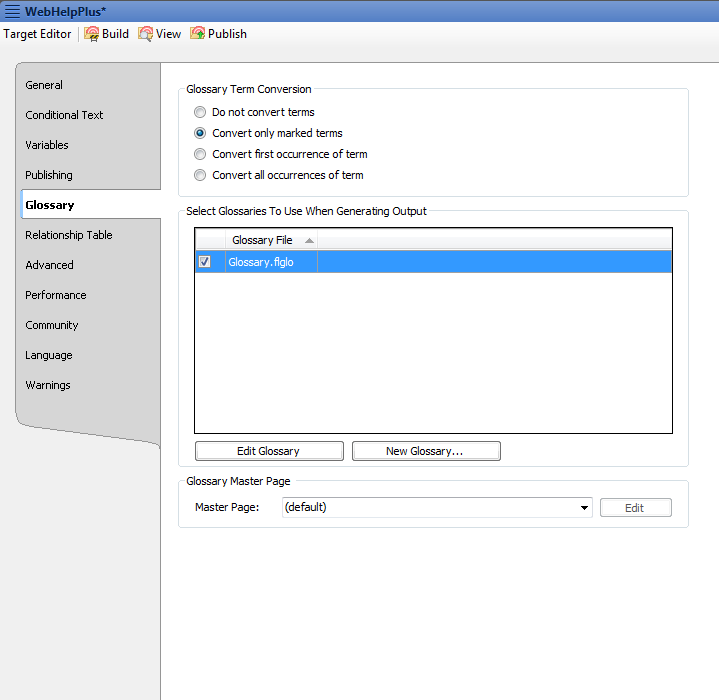 WebHelpPlus*
Target Editor Build View Publish
General
Conditional Text
Variables
Publishing
Glossary
Relationship Table
Advanced
Performance
Community
Language
Warnings
Glossary Term Conversion
Do not convert terms
Convert only marked terms
Convert first occurrence of term
Convert all occurrences of term
Select Glossaries To Use When Generating Output
Glossary File
Glossary.flglo
Edit Glossary New Glossary...
Glossary Master Page
Master Page: (default) Edit